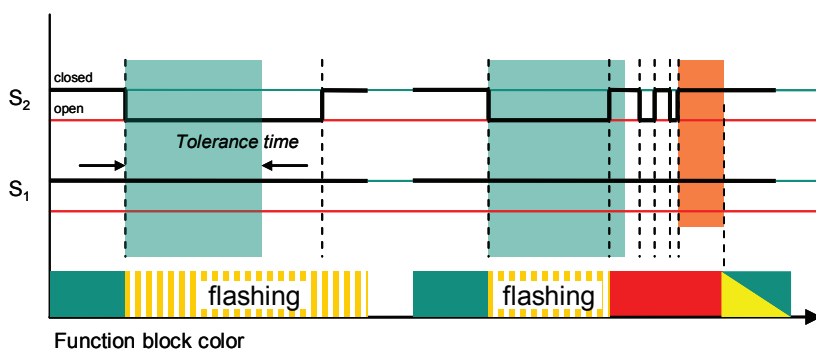 closed
S2
open
Tolerance time
S1
flashing
flashing
Function block color